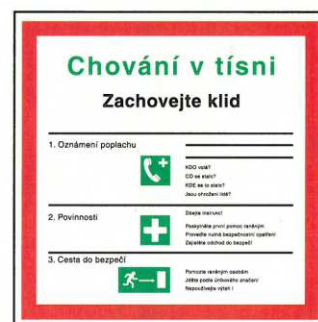 Chování v tísni
Zachovejte klid
1. Oznámení poplachu
KDO volá?
CO se stalo?
KDE se to stalo?
Jsou ohroženi lidé?
2. Povinnosti
Dbejte instrukcí
Poskytněte první pomoc raněným
Proveďte nutná bezpečnostní opatření
Zajistěte odchod do bezpečí
3. Cesta do bezpečí
Pomozte raněným osobám
Jděte podle únikového značení
Nepoužívejte výtah !